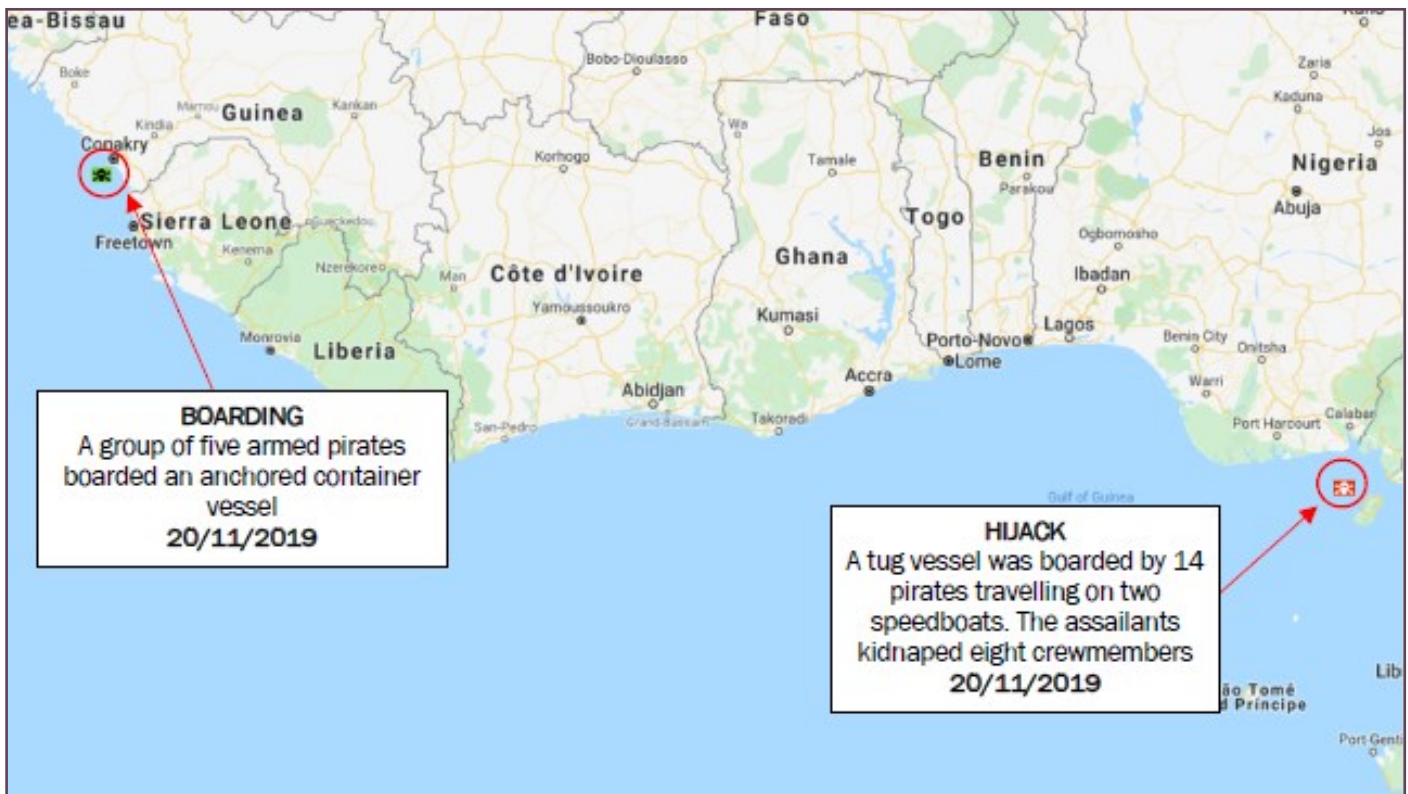 ea-Bissau
Faso
Kano
Boke
Bobo-Dioulasso
Zaria
Mamou
Kankan
Kaduna
Guinea
Kindia
Wa
Jos
Conakry
Korhogo
Tamale
Benin
Nigeria
Parakou
Abuja
Sierra Leone
Gueckedou
Togo
Freetown
Kenema
Ogbomosho
Nzerekore
Man
Côte d'Ivoire
Ghana
Ibadan
Yamoussoukro
Kumasi
Lagos
Monrovia
Liberia
Porto-Novo
Benin City
Onitsha
Lome
Accra
Abidjan
Warri
San-Pedro
Grand-Bassam
Takoradi
Port Harcourt
Calabar
BOARDING
A group of five armed pirates
boarded an anchored container
vessel
20/11/2019
Gulf of Guinea
HIJACK
A tug vessel was boarded by 14
pirates travelling on two
speedboats. The assailants
kidnaped eight crewmembers
20/11/2019
Lib
ão Tomé
d Príncipe
Port-Genti